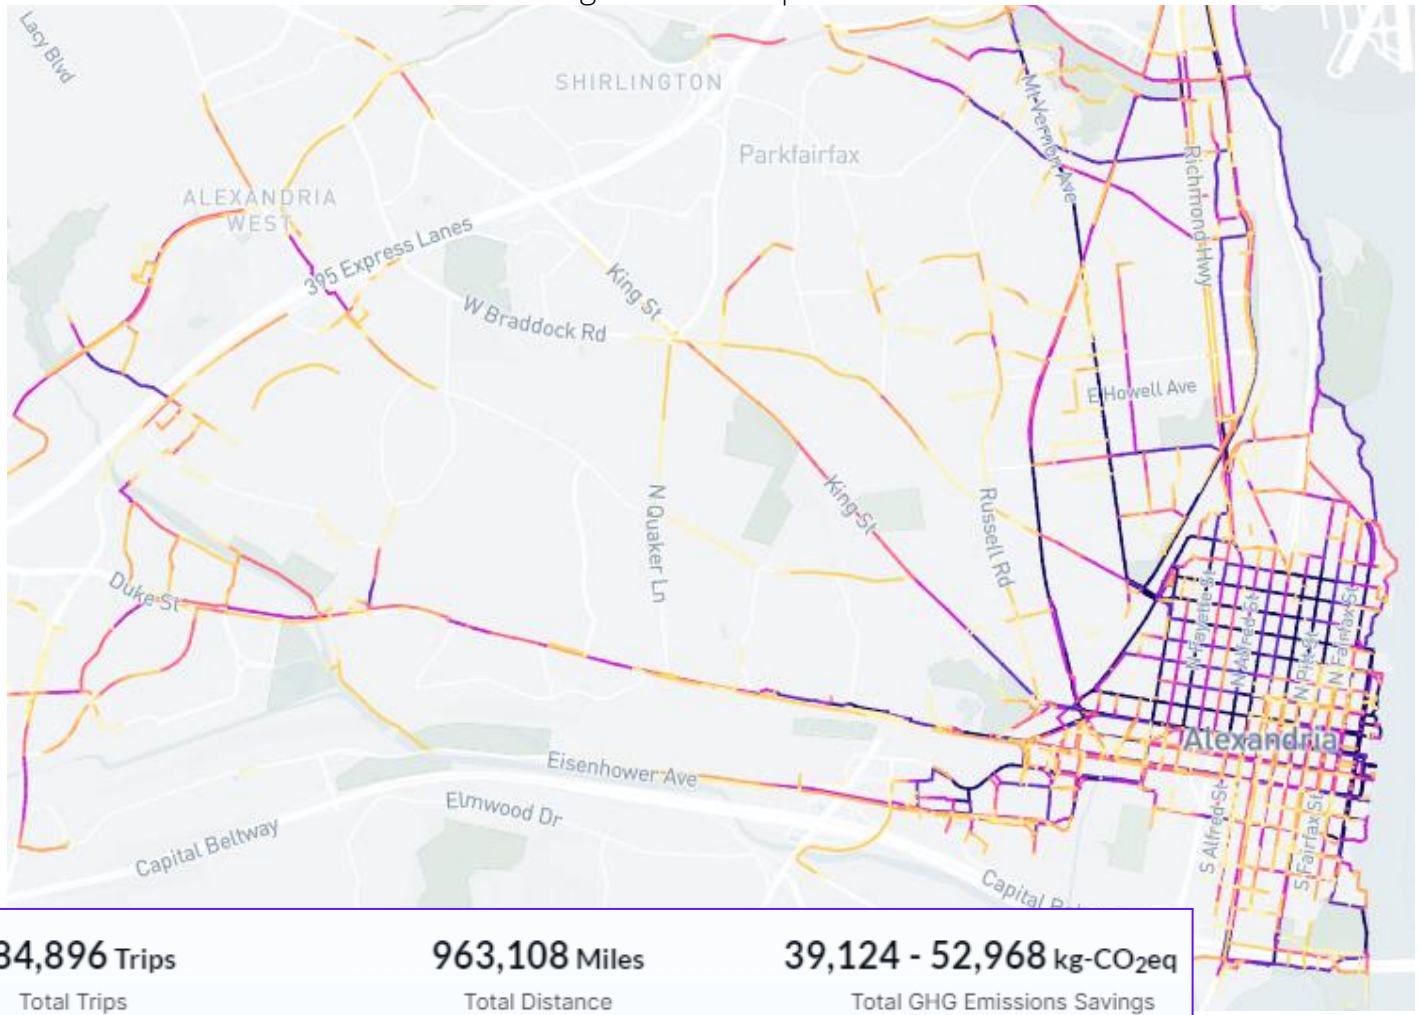 Lacy Blvd
SHIRLINGTON
Mt Vernon Ave
Parkfairfax
Richmond Hwy
ALEXANDRIA
WEST
395 Express Lanes
King St
W Braddock Rd
E Howell Ave
King St
N Quaker Ln
Russell Rd
Duke St
N Fayette St
N Alfred St
N Pitt St
N Fairfax St
Alexandria
Eisenhower Ave
Elmwood Dr
S Alfred St
S Fairfax St
Capital Beltway
Capital
34,896 Trips
Total Trips
963,108 Miles
Total Distance
39,124 - 52,968 kg-CO2eq
Total GHG Emissions Savings